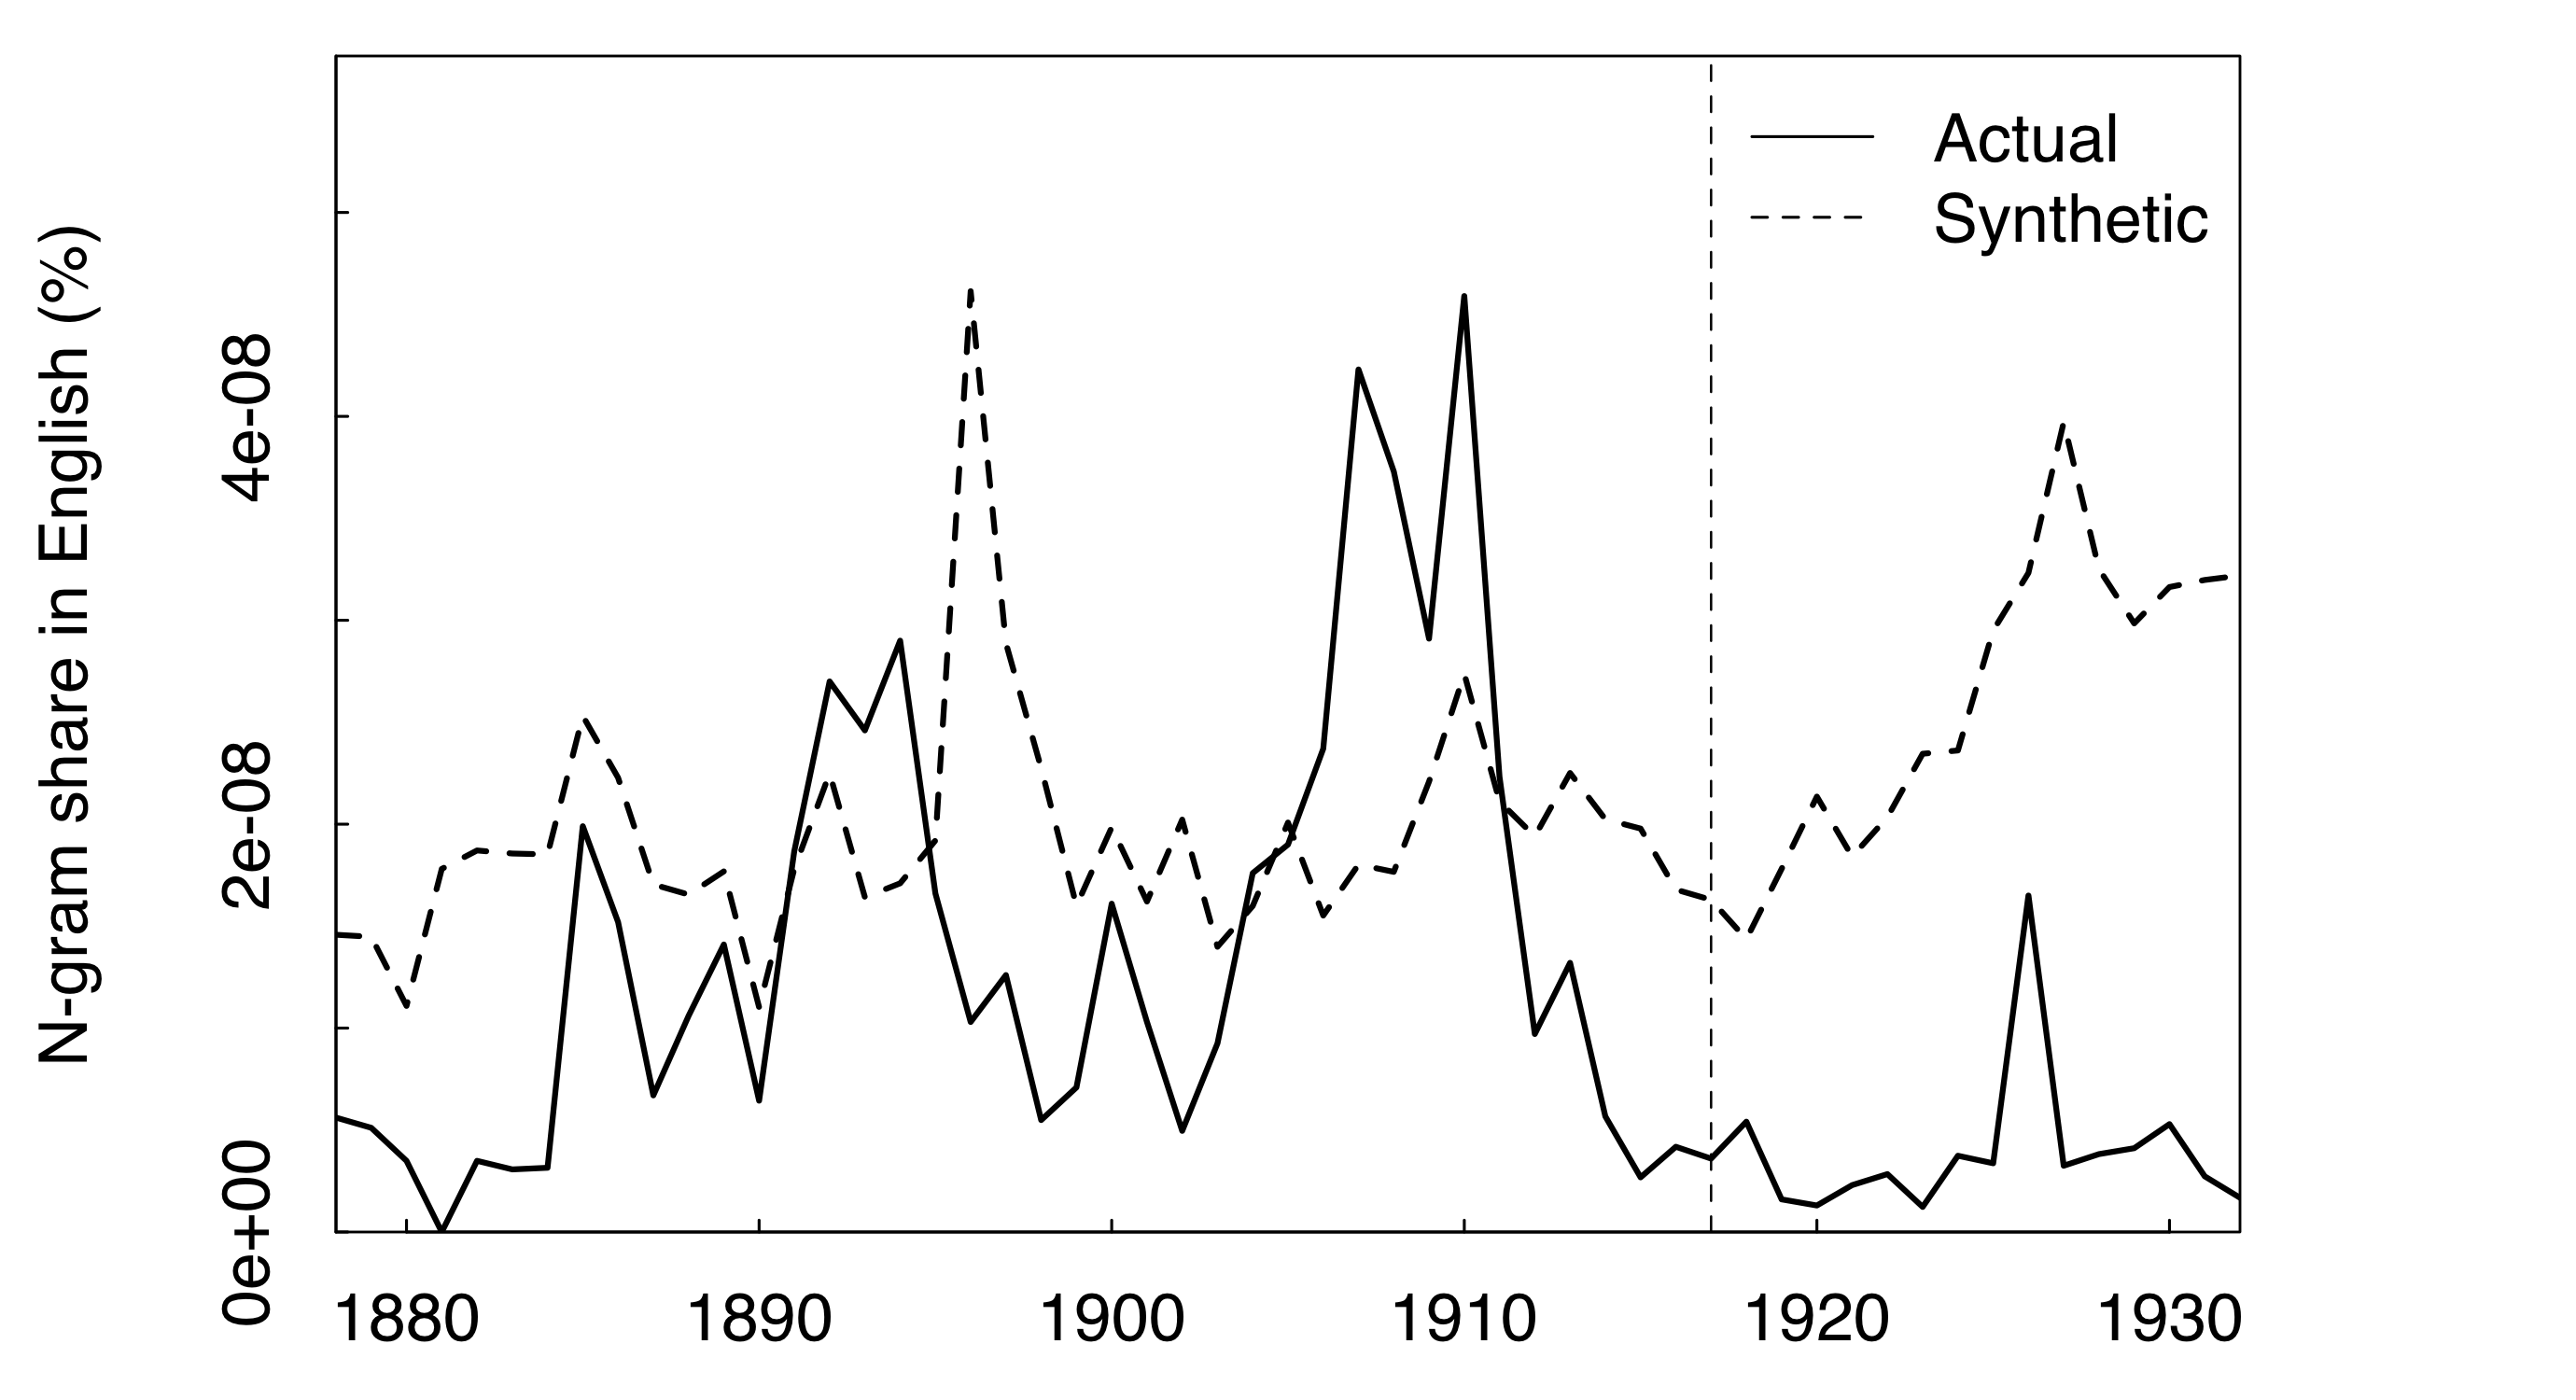 Actual
Synthetic
N-gram share in English (%)
4e-08
2e-08
0e+00
1880 1890 1900 1910 1920 1930